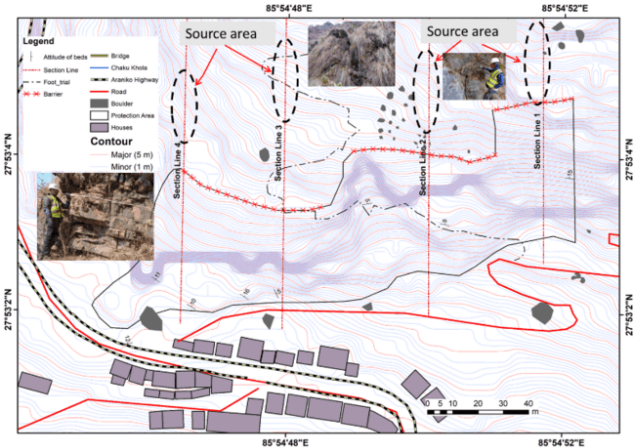 85°54'48"E
85°54'52"E
Legend
Attitude of beds
Section Line
Foot_trial
Barrier
Bridge
Chaku Khola
Araniko Highway
Road
Boulder
Protection Area
Houses
Contour
Major (5 m)
Minor (1 m)
Source area
Source area
27°53'4"N
27°53'4"N
Section Line 4
Section Line 3
Section Line 2
Section Line 1
27°53'2"N
27°53'2"N
0 5 10 20 30 40
m
85°54'48"E
85°54'52"E